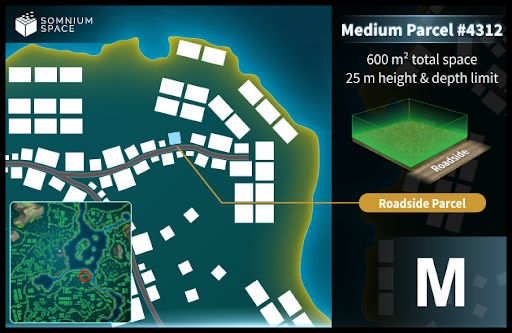 SOMNIUM
SPACE
Medium Parcel #4312
600 m² total space
25 m height & depth limit
Roadside
Roadside Parcel
M